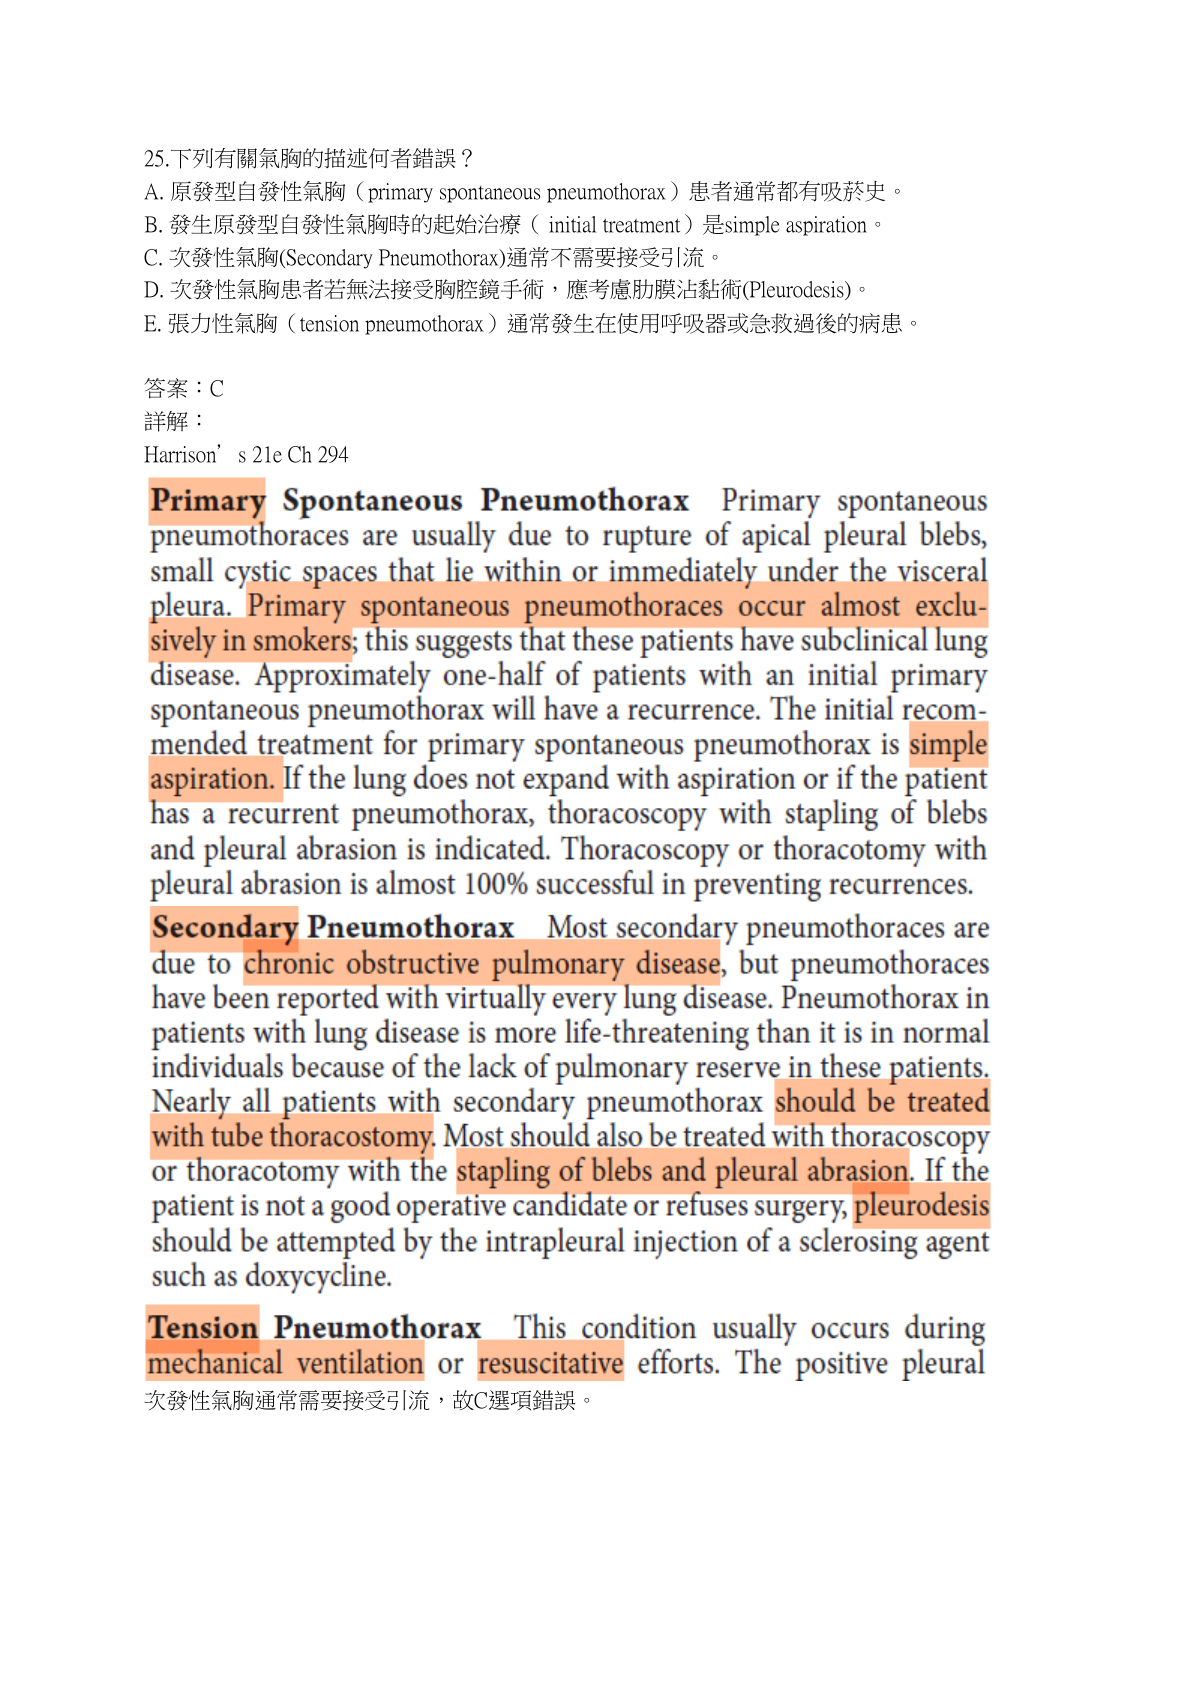 25.下列有關氣胸的描述何者錯誤？
A. 原發型自發性氣胸（primary spontaneous pneumothorax）患者通常都有吸菸史。
B. 發生原發型自發性氣胸時的起始治療（ initial treatment）是simple aspiration。
C. 次發性氣胸(Secondary Pneumothorax)通常不需要接受引流。
D. 次發性氣胸患者若無法接受胸腔鏡手術，應考慮肋膜沾黏術(Pleurodesis)。
E. 張力性氣胸（tension pneumothorax）通常發生在使用呼吸器或急救過後的病患。
答案：C
詳解：
Harrison’s 21e Ch 294
Primary Spontaneous Pneumothorax Primary spontaneous
pneumothoraces are usually due to rupture of apical pleural blebs,
small cystic spaces that lie within or immediately under the visceral
pleura. Primary spontaneous pneumothoraces occur almost exclu-
sively in smokers; this suggests that these patients have subclinical lung
disease. Approximately one-half of patients with an initial primary
spontaneous pneumothorax will have a recurrence. The initial recom-
mended treatment for primary spontaneous pneumothorax is simple
aspiration. If the lung does not expand with aspiration or if the patient
has a recurrent pneumothorax, thoracoscopy with stapling of blebs
and pleural abrasion is indicated. Thoracoscopy or thoracotomy with
pleural abrasion is almost 100% successful in preventing recurrences.
Secondary Pneumothorax Most secondary pneumothoraces are
due to chronic obstructive pulmonary disease, but pneumothoraces
have been reported with virtually every lung disease. Pneumothorax in
patients with lung disease is more life-threatening than it is in normal
individuals because of the lack of pulmonary reserve in these patients.
Nearly all patients with secondary pneumothorax should be treated
with tube thoracostomy. Most should also be treated with thoracoscopy
or thoracotomy with the stapling of blebs and pleural abrasion. If the
patient is not a good operative candidate or refuses surgery, pleurodesis
should be attempted by the intrapleural injection of a sclerosing agent
such as doxycycline.
Tension Pneumothorax This condition usually occurs during
mechanical ventilation or resuscitative efforts. The positive pleural
次發性氣胸通常需要接受引流，故C選項錯誤。